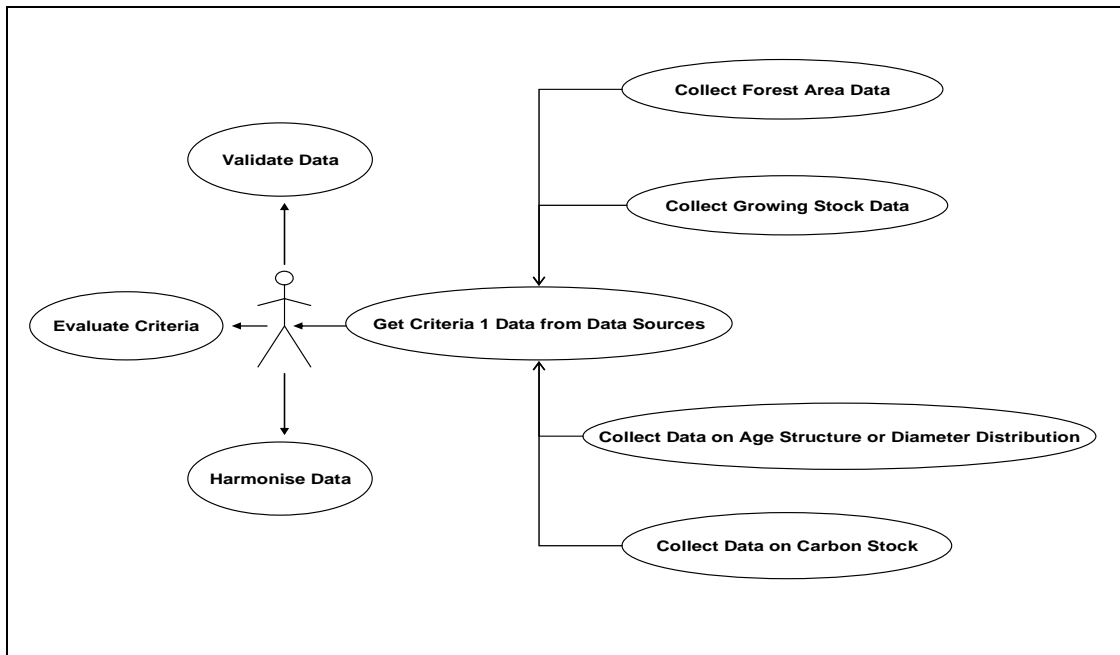 Collect Forest Area Data
Validate Data
Collect Growing Stock Data
Evaluate Criteria
Get Criteria 1 Data from Data Sources
Collect Data on Age Structure or Diameter Distribution
Harmonise Data
Collect Data on Carbon Stock